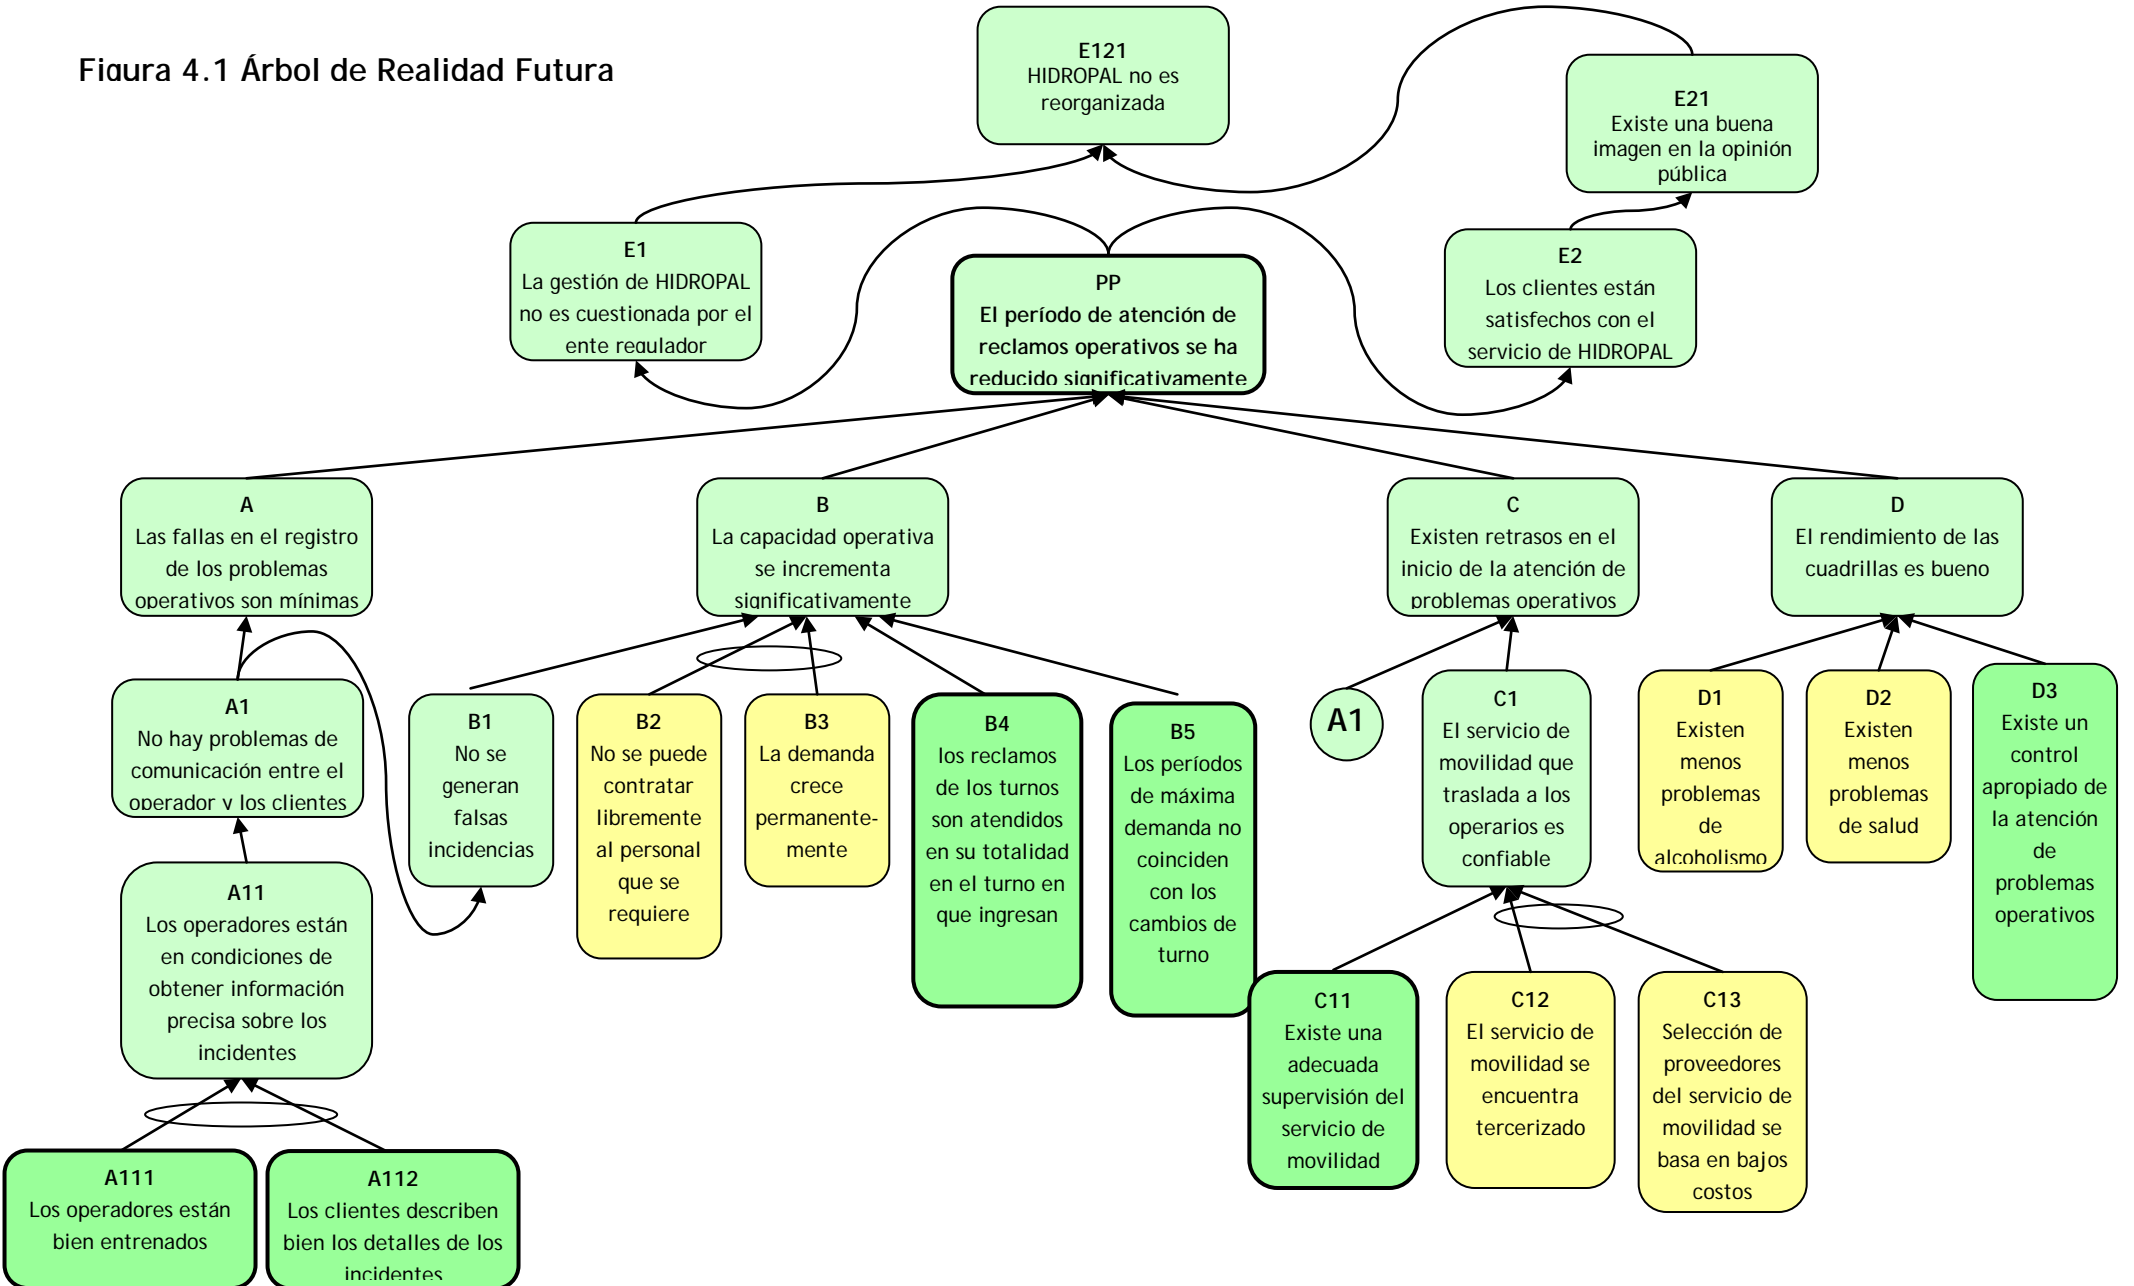 Figura 4.1 Árbol de Realidad Futura
E121
HIDROPAL no es
reorganizada
E21
Existe una buena
imagen en la opinión
pública
E1
La gestión de HIDROPAL
no es cuestionada por el
ente regulador
PP
El período de atención de
reclamos operativos se ha
reducido significativamente
E2
Los clientes están
satisfechos con el
servicio de HIDROPAL
A
Las fallas en el registro
de los problemas
operativos son mínimas
B
La capacidad operativa
se incrementa
significativamente
C
Existen retrasos en el
inicio de la atención de
problemas operativos
D
El rendimiento de las
cuadrillas es bueno
A1
No hay problemas de
comunicación entre el
operador y los clientes
B1
No se
generan
falsas
incidencias
B2
No se puede
contratar
libremente
al personal
que se
requiere
B3
La demanda
crece
permanente-
mente
B4
los reclamos
de los turnos
son atendidos
en su totalidad
en el turno en
que ingresan
B5
Los períodos
de máxima
demanda no
coinciden
con los
cambios de
turno
A1
C1
El servicio de
movilidad que
traslada a los
operarios es
confiable
D1
Existen
menos
problemas
de
alcoholismo
D2
Existen
menos
problemas
de salud
D3
Existe un
control
apropiado de
la atención
de
problemas
operativos
A11
Los operadores están
en condiciones de
obtener información
precisa sobre los
incidentes
C11
Existe una
adecuada
supervisión del
servicio de
movilidad
C12
El servicio de
movilidad se
encuentra
tercerizado
C13
Selección de
proveedores
del servicio de
movilidad se
basa en bajos
costos
A111
Los operadores están
bien entrenados
A112
Los clientes describen
bien los detalles de los
incidentes